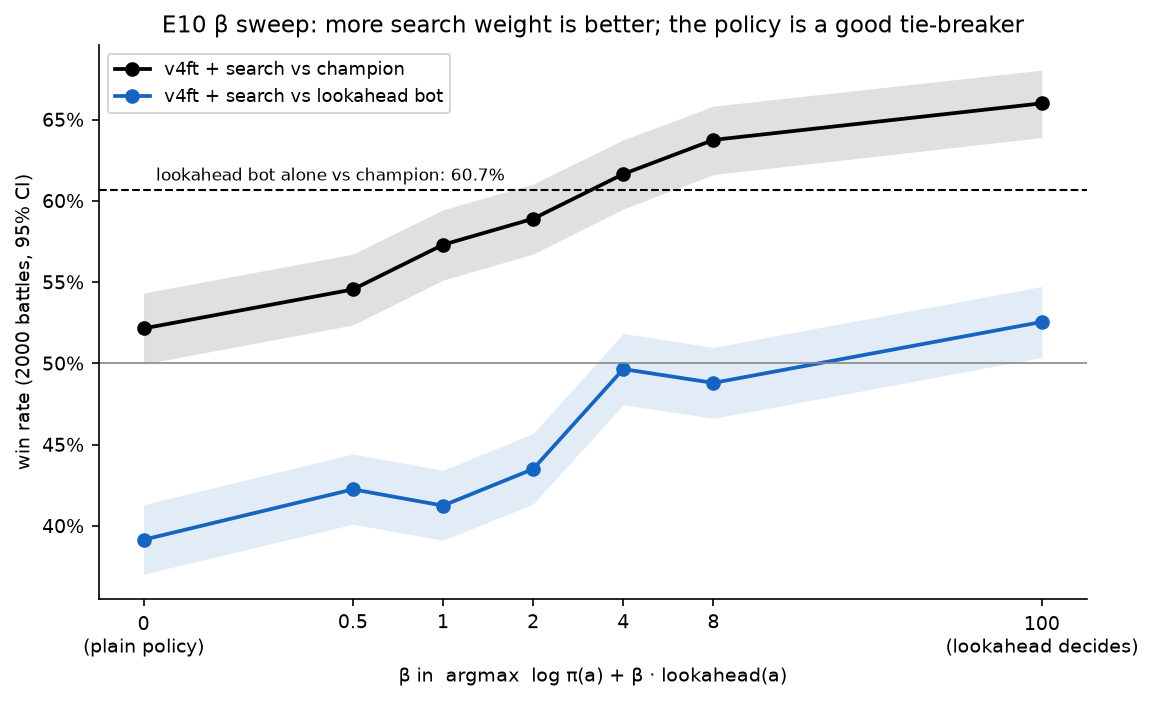 E10 β sweep: more search weight is better; the policy is a good tie-breaker
v4ft + search vs champion
v4ft + search vs lookahead bot
lookahead bot alone vs champion: 60.7%
win rate (2000 battles, 95% CI)
65%
60%
55%
50%
45%
40%
0
(plain policy)
0.5
1
2
4
8
100
(lookahead decides)
β in  argmax  log π(a) + β · lookahead(a)